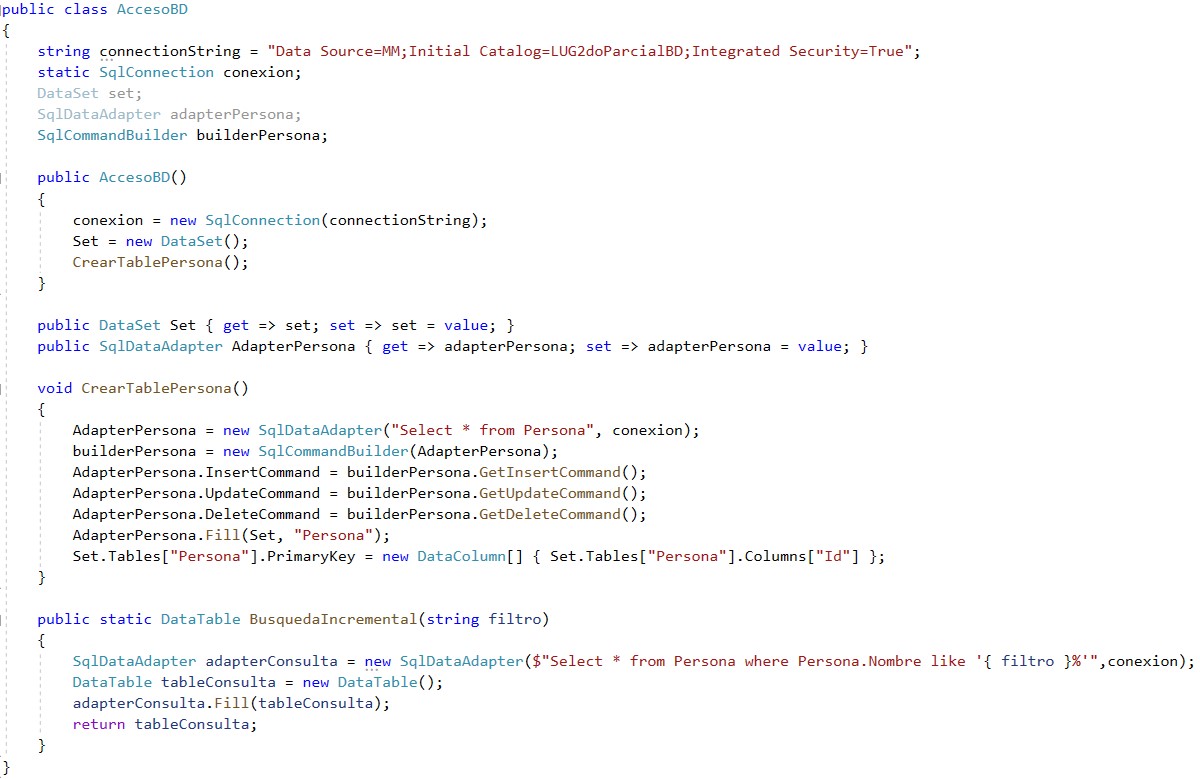 public class AccesoBD
{
    string connectionString = "Data Source=MM;Initial Catalog=LUG2doParcialBD;Integrated Security=True";
    static SqlConnection conexion;
    DataSet set;
    SqlDataAdapter adapterPersona;
    SqlCommandBuilder builderPersona;

    public AccesoBD()
    {
        conexion = new SqlConnection(connectionString);
        Set = new DataSet();
        CrearTablePersona();
    }

    public DataSet Set { get => set; set => set = value; }
    public SqlDataAdapter AdapterPersona { get => adapterPersona; set => adapterPersona = value; }

    void CrearTablePersona()
    {
        AdapterPersona = new SqlDataAdapter("Select * from Persona", conexion);
        builderPersona = new SqlCommandBuilder(AdapterPersona);
        AdapterPersona.InsertCommand = builderPersona.GetInsertCommand();
        AdapterPersona.UpdateCommand = builderPersona.GetUpdateCommand();
        AdapterPersona.DeleteCommand = builderPersona.GetDeleteCommand();
        AdapterPersona.Fill(Set, "Persona");
        Set.Tables["Persona"].PrimaryKey = new DataColumn[] { Set.Tables["Persona"].Columns["Id"] };
    }

    public static DataTable BusquedaIncremental(string filtro)
    {
        SqlDataAdapter adapterConsulta = new SqlDataAdapter($"Select * from Persona where Persona.Nombre like '{ filtro }%'",conexion);
        DataTable tableConsulta = new DataTable();
        adapterConsulta.Fill(tableConsulta);
        return tableConsulta;
    }
}